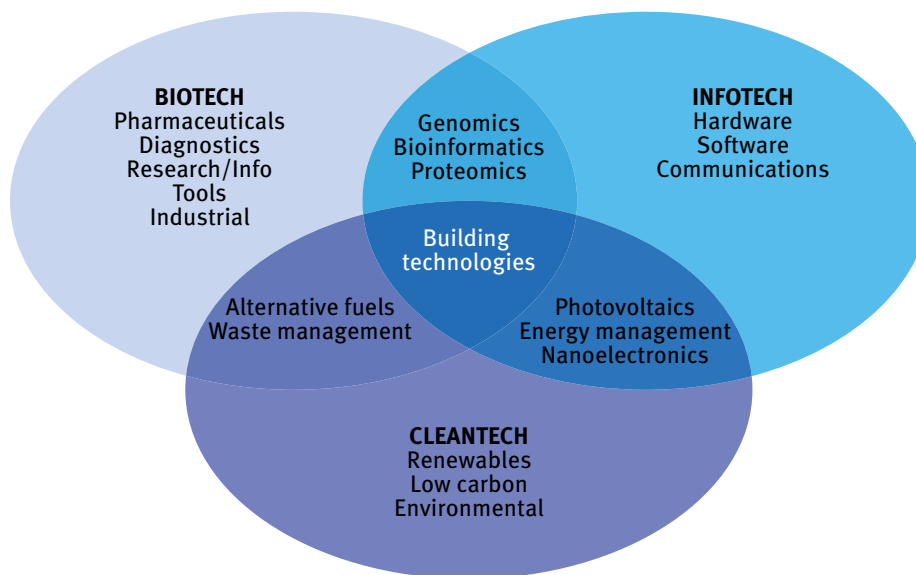 BIOTECH
Pharmaceuticals
Diagnostics
Research/Info
Tools
Industrial
Genomics
Bioinformatics
Proteomics
INFOTECH
Hardware
Software
Communications
Building
technologies
Alternative fuels
Waste management
Photovoltaics
Energy management
Nanoelectronics
CLEANTECH
Renewables
Low carbon
Environmental